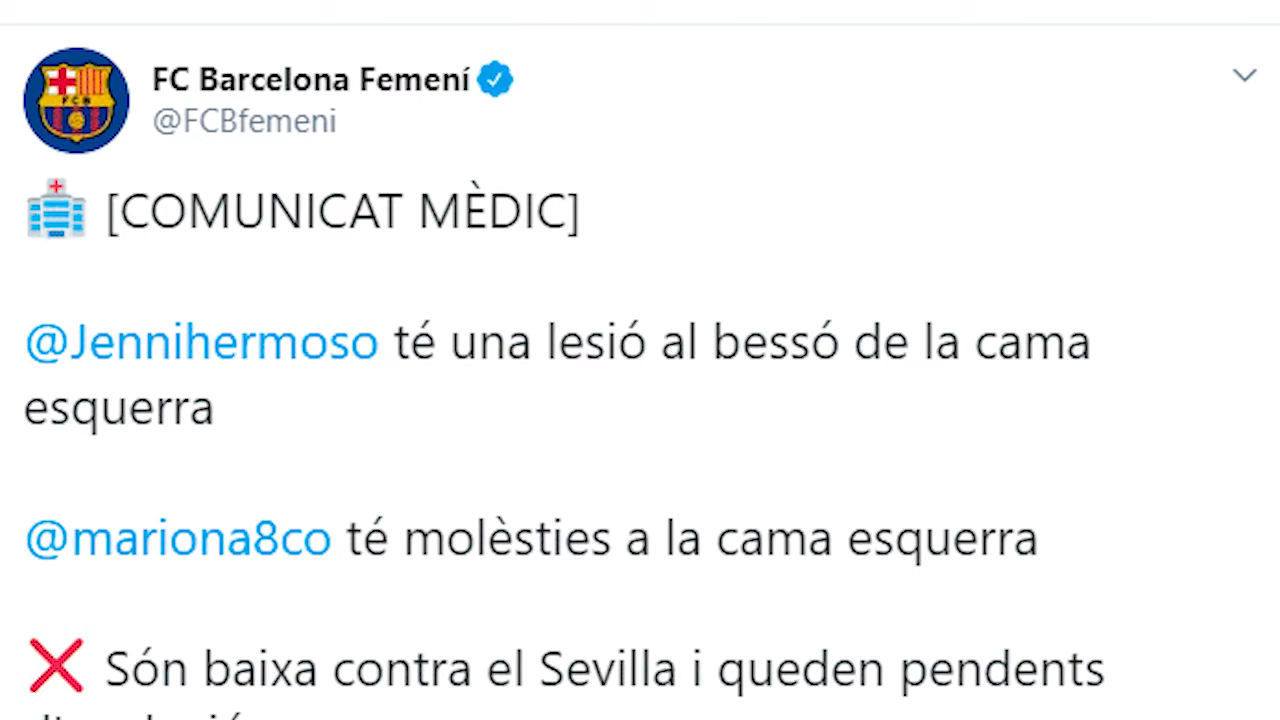 FC Barcelona Femení
@FCBfemeni
FCB
[COMUNICAT MÈDIC]
@Jennihermoso té una lesió al bessó de la cama
esquerra
@mariona8co té molèsties a la cama esquerra
Són baixa contra el Sevilla i queden pendents